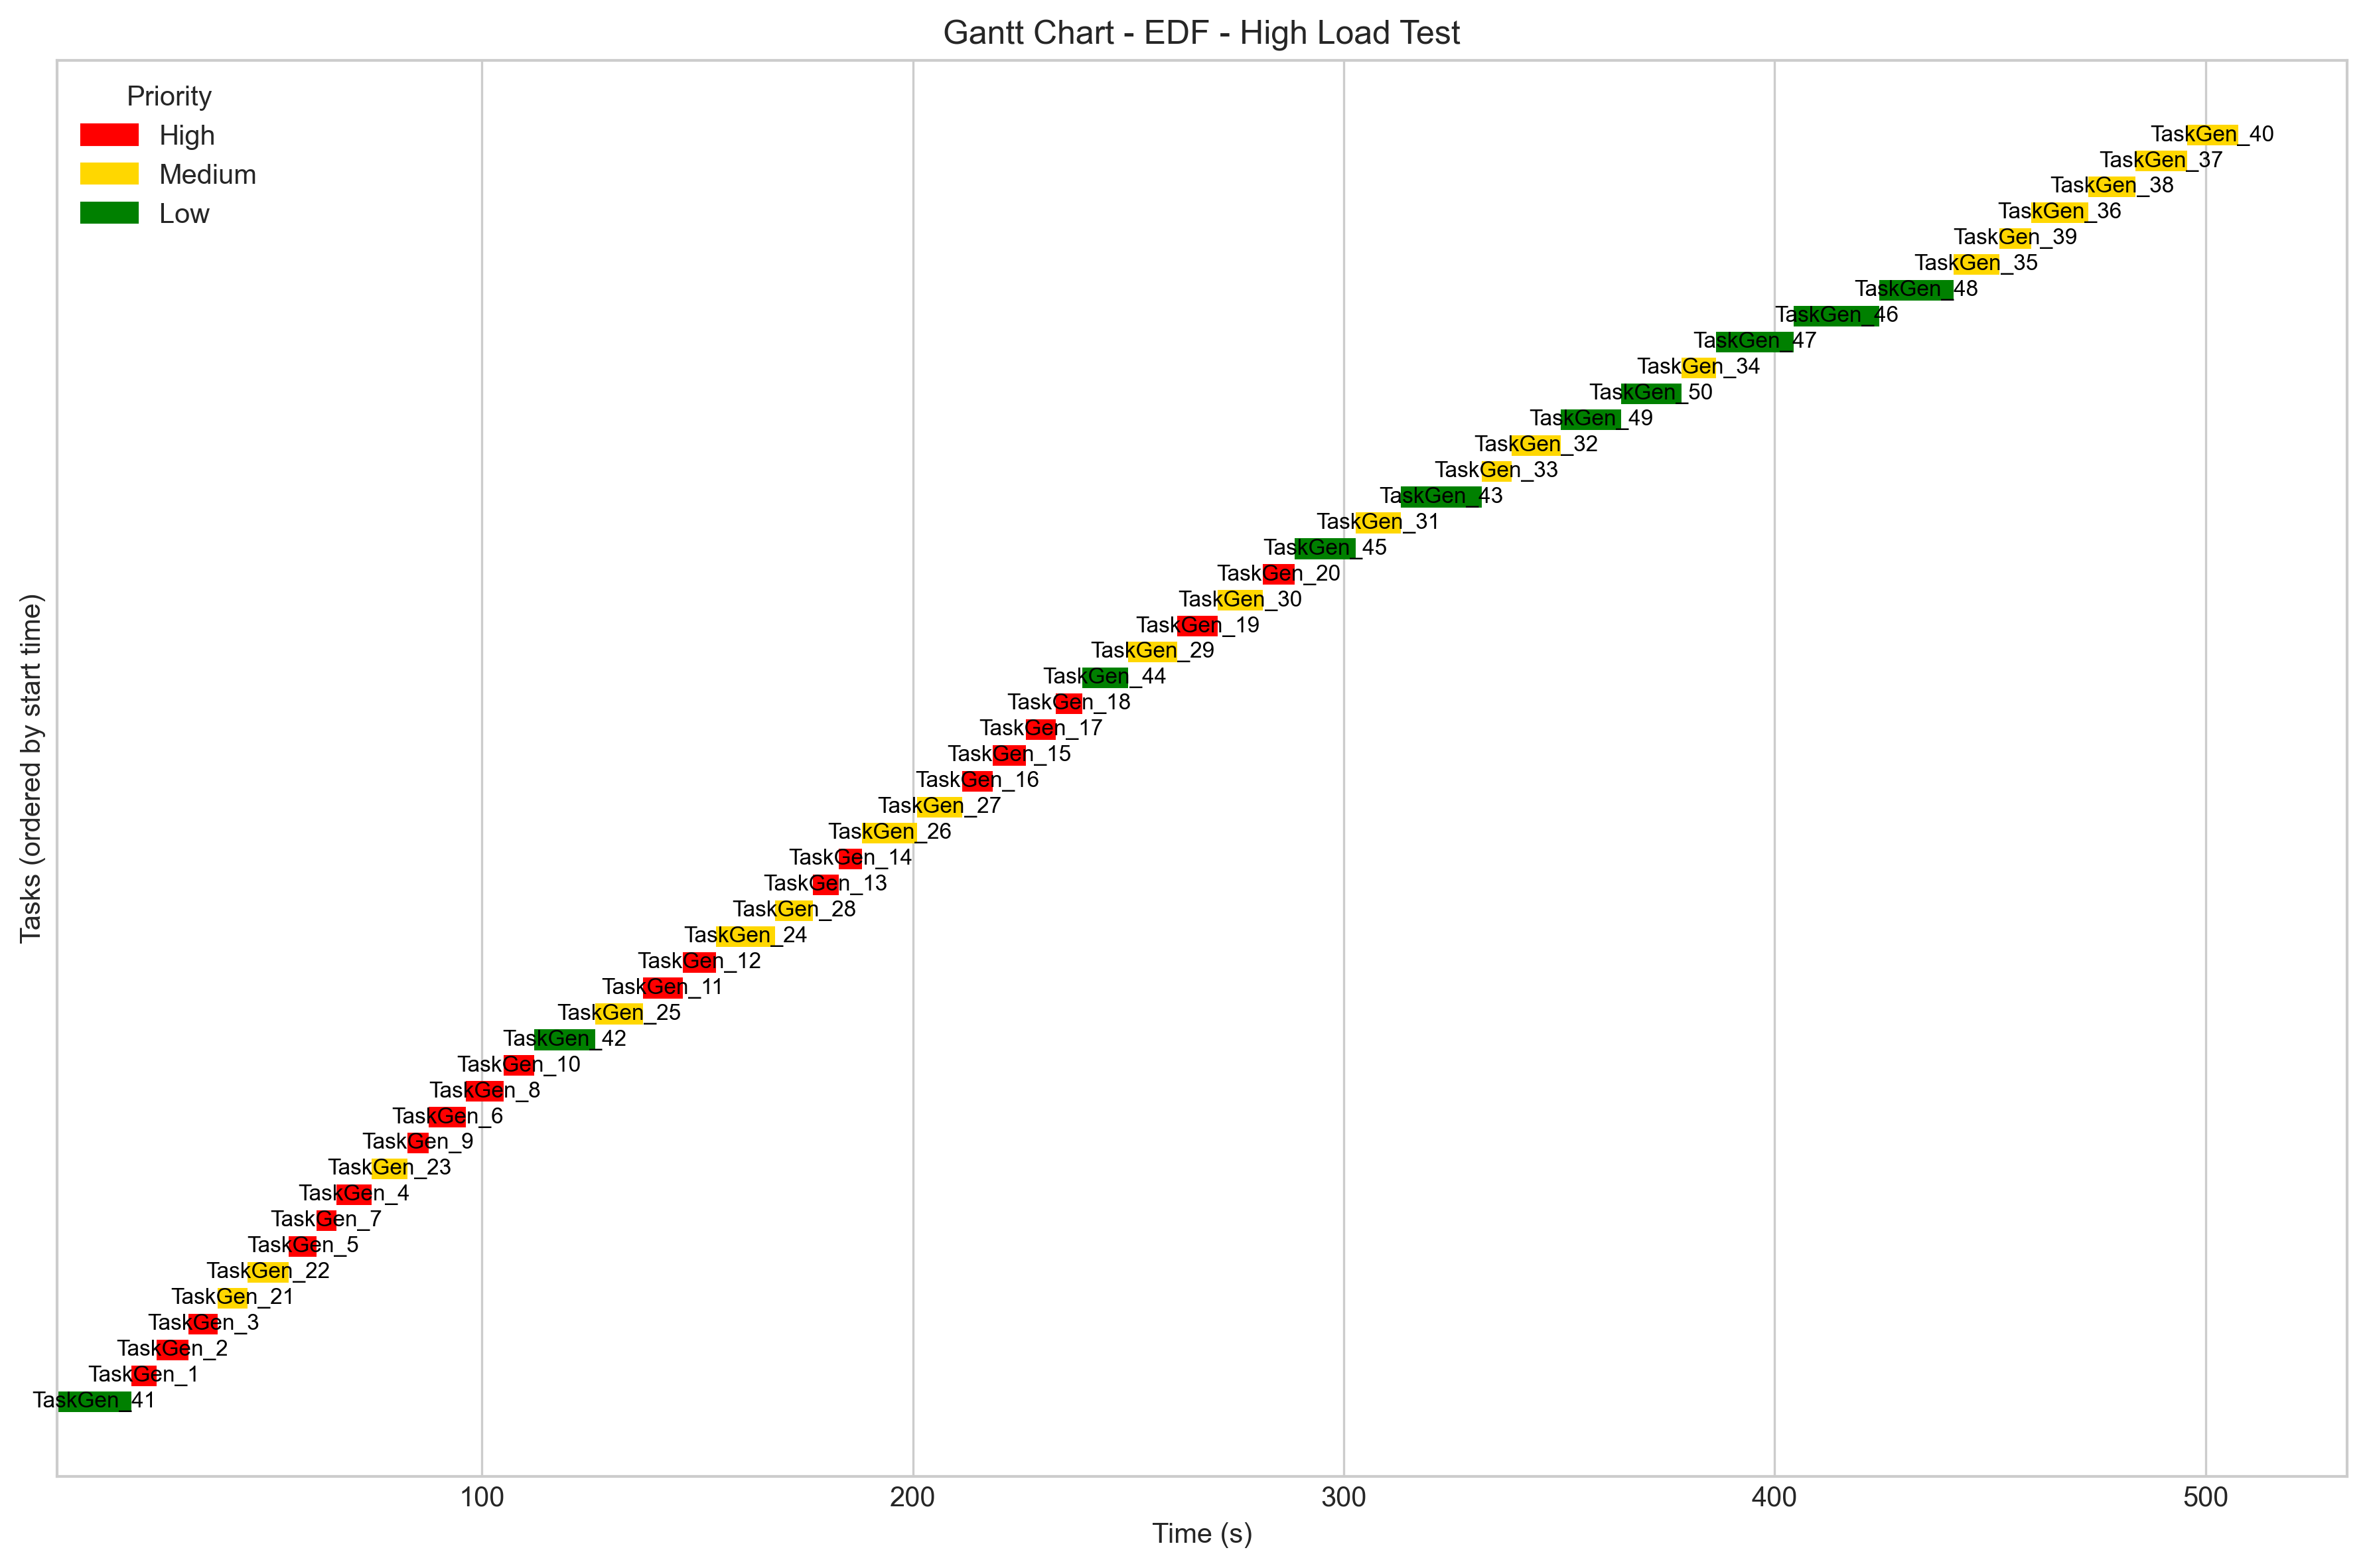 Gantt Chart - EDF - High Load Test
Priority
High
Medium
Low
TaskGen_40
TaskGen_37
TaskGen_38
TaskGen_36
TaskGen_39
TaskGen_35
TaskGen_48
TaskGen_46
TaskGen_47
TaskGen_34
TaskGen_50
TaskGen_49
TaskGen_32
TaskGen_33
TaskGen_43
TaskGen_31
TaskGen_45
TaskGen_20
TaskGen_30
TaskGen_19
TaskGen_29
TaskGen_44
TaskGen_18
TaskGen_17
TaskGen_15
TaskGen_16
TaskGen_27
TaskGen_26
TaskGen_14
TaskGen_13
TaskGen_28
TaskGen_24
TaskGen_12
TaskGen_11
TaskGen_25
TaskGen_42
TaskGen_10
TaskGen_8
TaskGen_6
TaskGen_9
TaskGen_23
TaskGen_4
TaskGen_7
TaskGen_5
TaskGen_22
TaskGen_21
TaskGen_3
TaskGen_2
TaskGen_1
TaskGen_41
Tasks (ordered by start time)
100 200 300 400 500
Time (s)